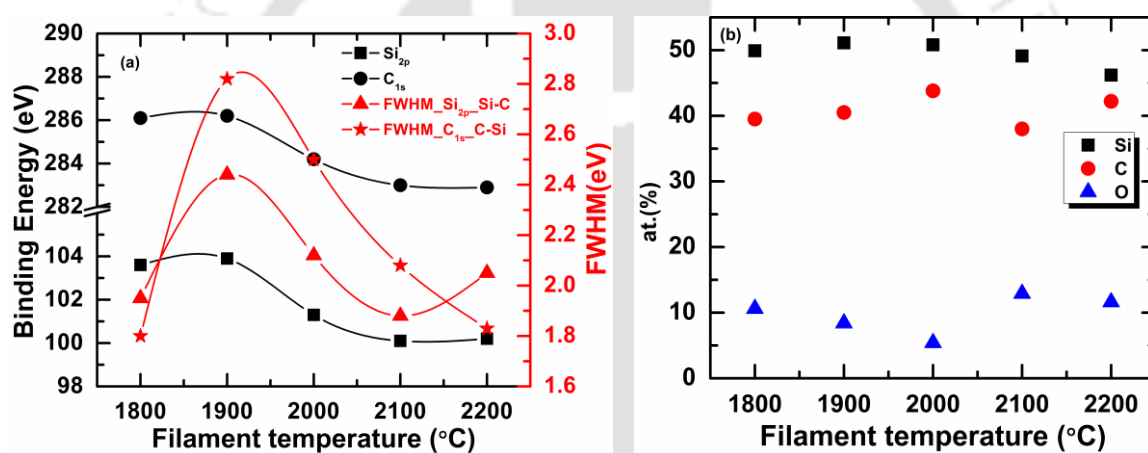 (a)
Si2p
C1s
FWHM_Si2p_Si-C
FWHM_C1s_C-Si
Binding Energy (eV)
290
288
286
284
282
104
102
100
98
FWHM(eV)
3.0
2.8
2.6
2.4
2.2
2.0
1.8
1.6
1800 1900 2000 2100 2200
Filament temperature (°C)
(b)
Si
C
O
at.(%)
50
40
30
20
10
0
1800 1900 2000 2100 2200
Filament temperature (°C)